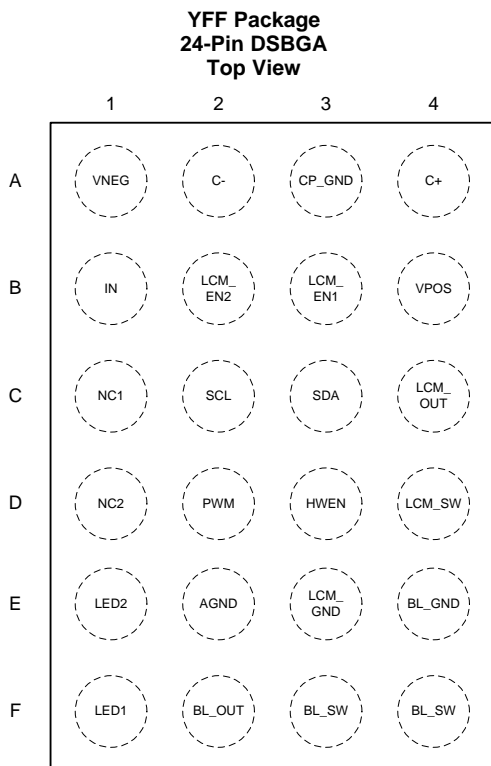 YFF Package
24-Pin DSBGA
Top View
1 2 3 4
A VNEG C- CP_GND C+
B IN LCM_
EN2 LCM_
EN1 VPOS
C NC1 SCL SDA LCM_
OUT
D NC2 PWM HWEN LCM_SW
E LED2 AGND LCM_
GND BL_GND
F LED1 BL_OUT BL_SW BL_SW